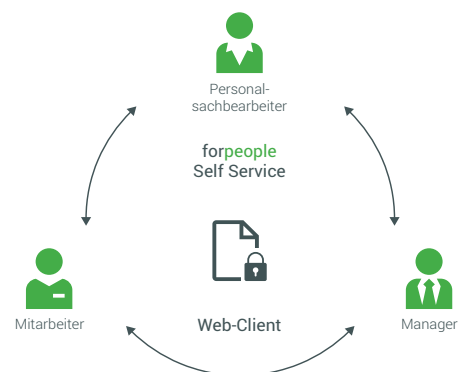 Personal-
sachbearbeiter
forpeople
Self Service
Mitarbeiter
Web-Client
Manager